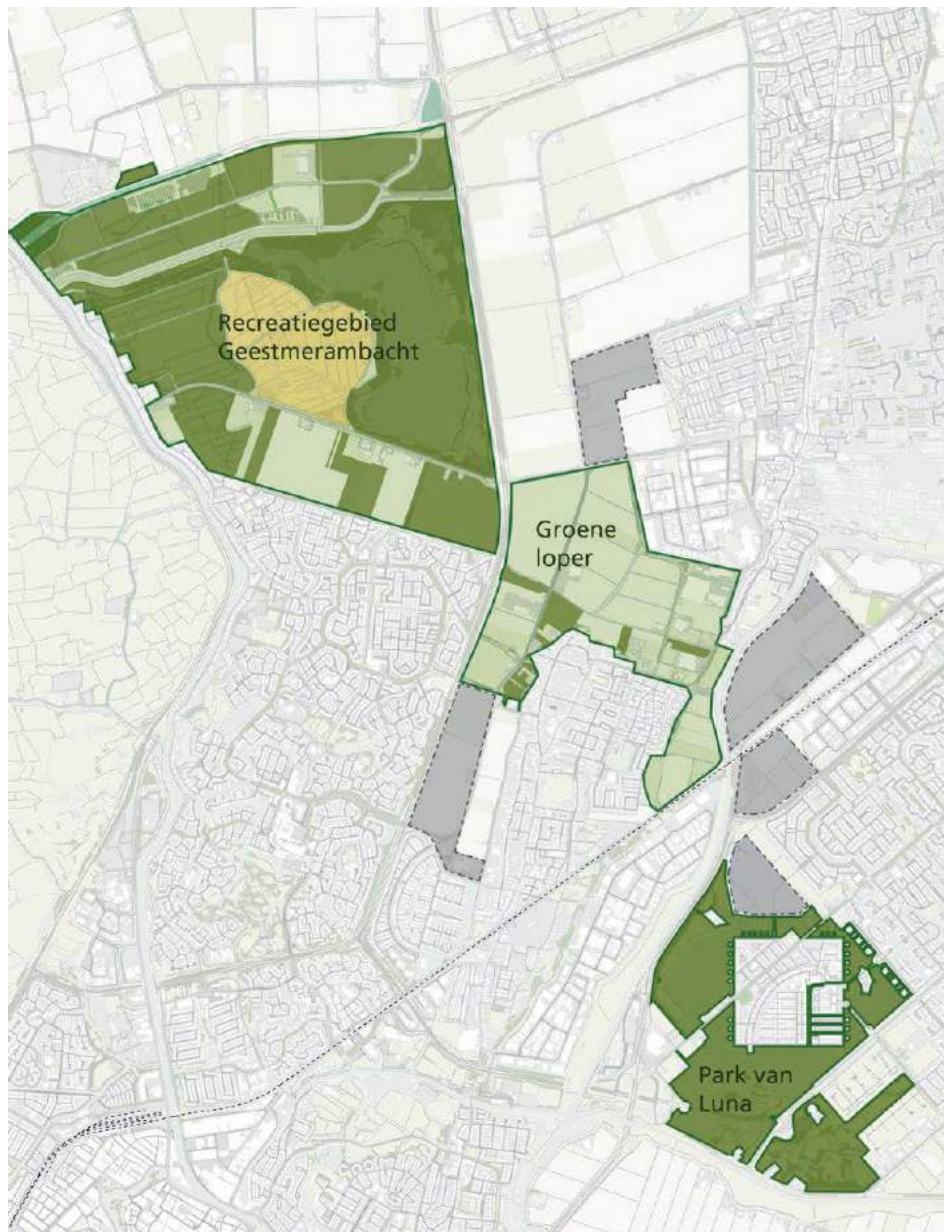 Recreatiegebied
Geestmerambacht
Groene
loper
Park van
Luna